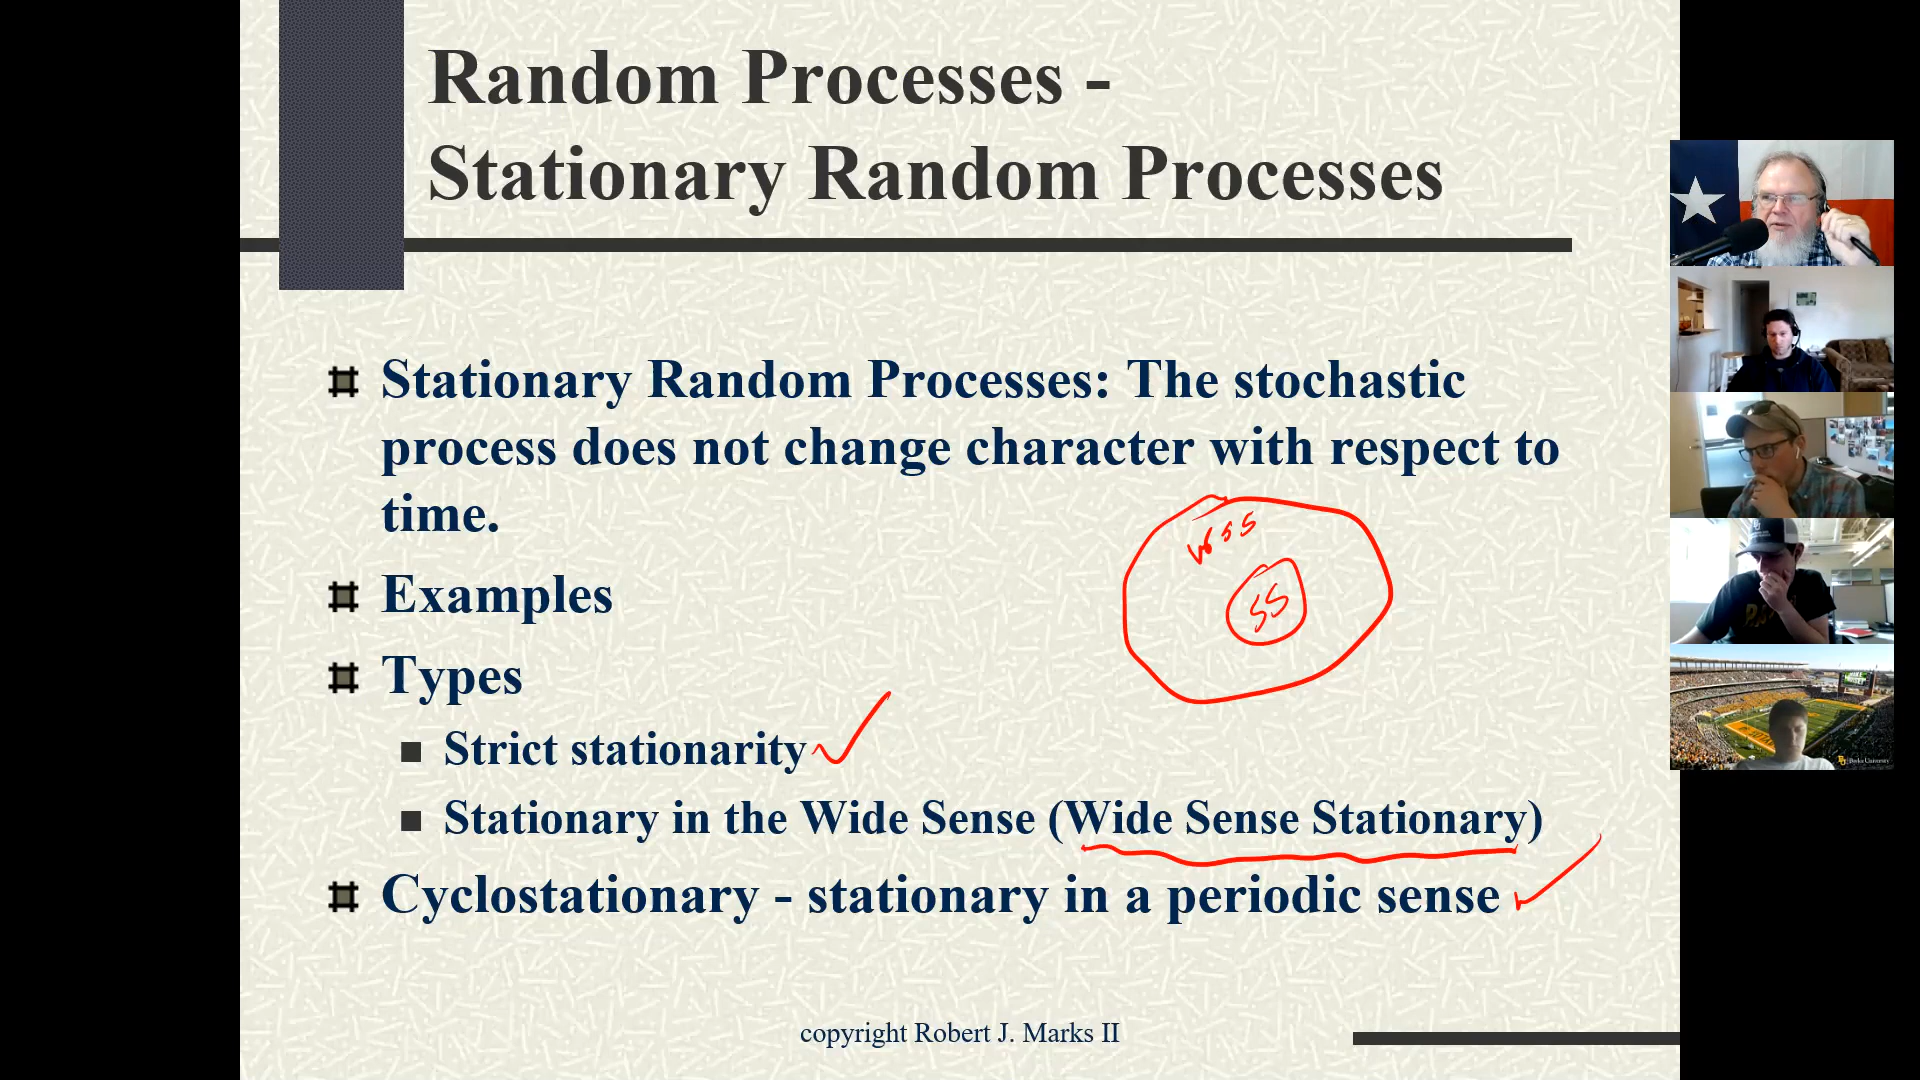 Random Processes -
Stationary Random Processes
Stationary Random Processes: The stochastic
process does not change character with respect to
time.
WSS
SS
Examples
Types
Strict stationarity
Stationary in the Wide Sense (Wide Sense Stationary)
Cyclostationary - stationary in a periodic sense
copyright Robert J. Marks II